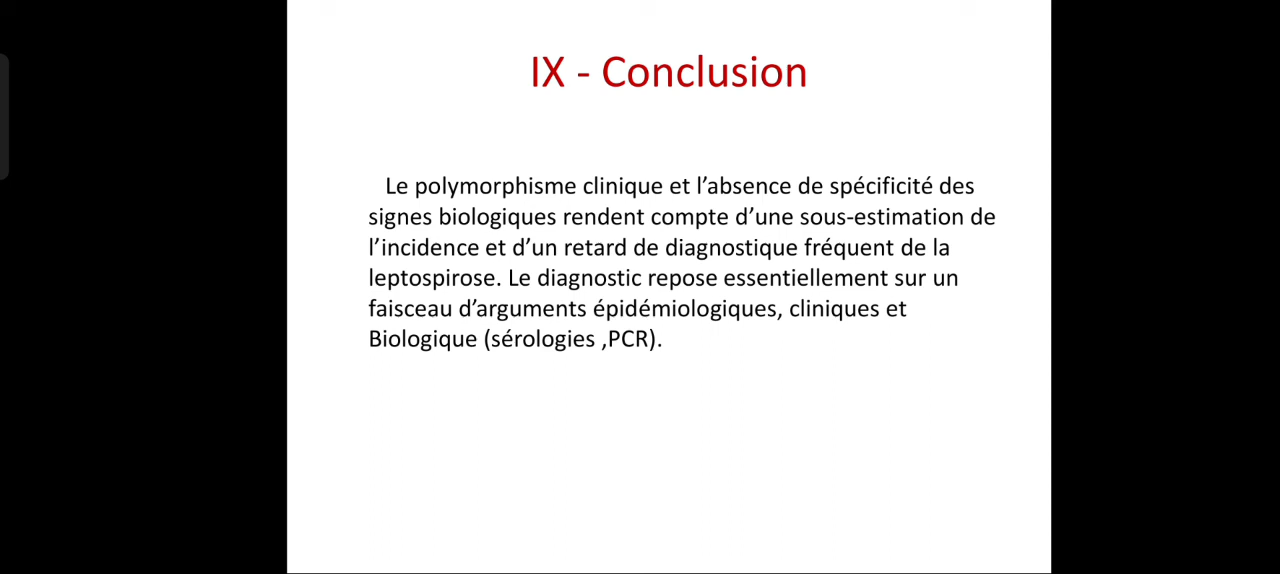 IX - Conclusion
Le polymorphisme clinique et l’absence de spécificité des
signes biologiques rendent compte d’une sous-estimation de
l’incidence et d’un retard de diagnostique fréquent de la
leptospirose. Le diagnostic repose essentiellement sur un
faisceau d’arguments épidémiologiques, cliniques et
Biologique (sérologies ,PCR).